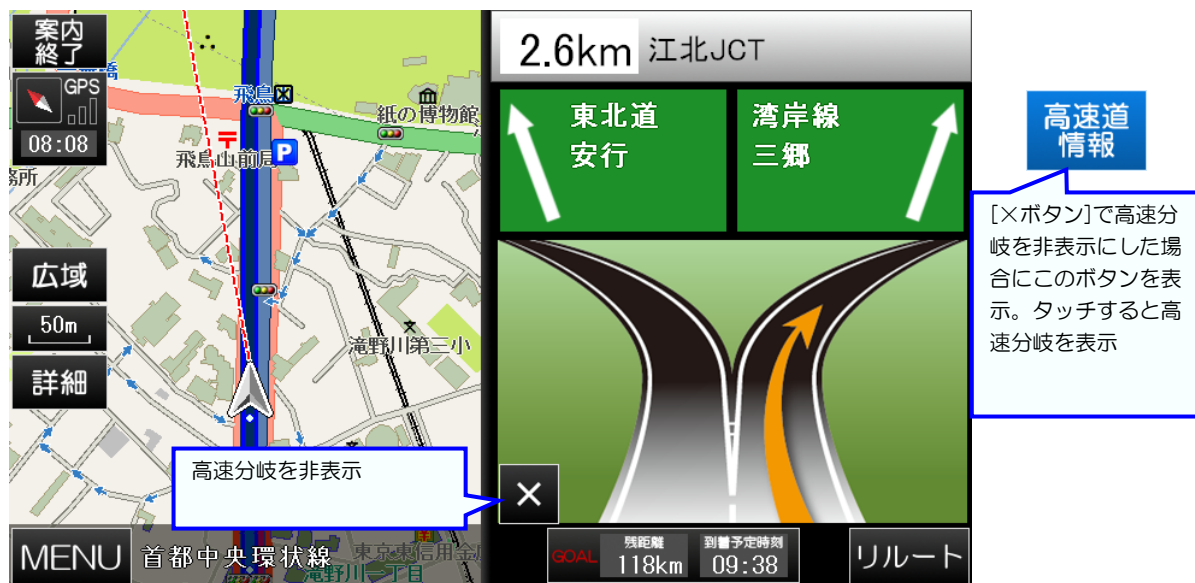 案内
終了
GPS
08:08
飛鳥
紙の博物館
飛鳥山前局
P
務所
広域
50m
詳細
滝野川第三小
高速分岐を非表示
MENU
首都中央環状線
東京東信用金
滝野川一丁目
2.6km 江北JCT
東北道
安行
湾岸線
三郷
×
GOAL
残距離
118km
到着予定時刻
09:38
リルート
高速道
情報
[×ボタン]で高速分
岐を非表示にした場
合にこのボタンを表
示。タッチすると高
速分岐を表示